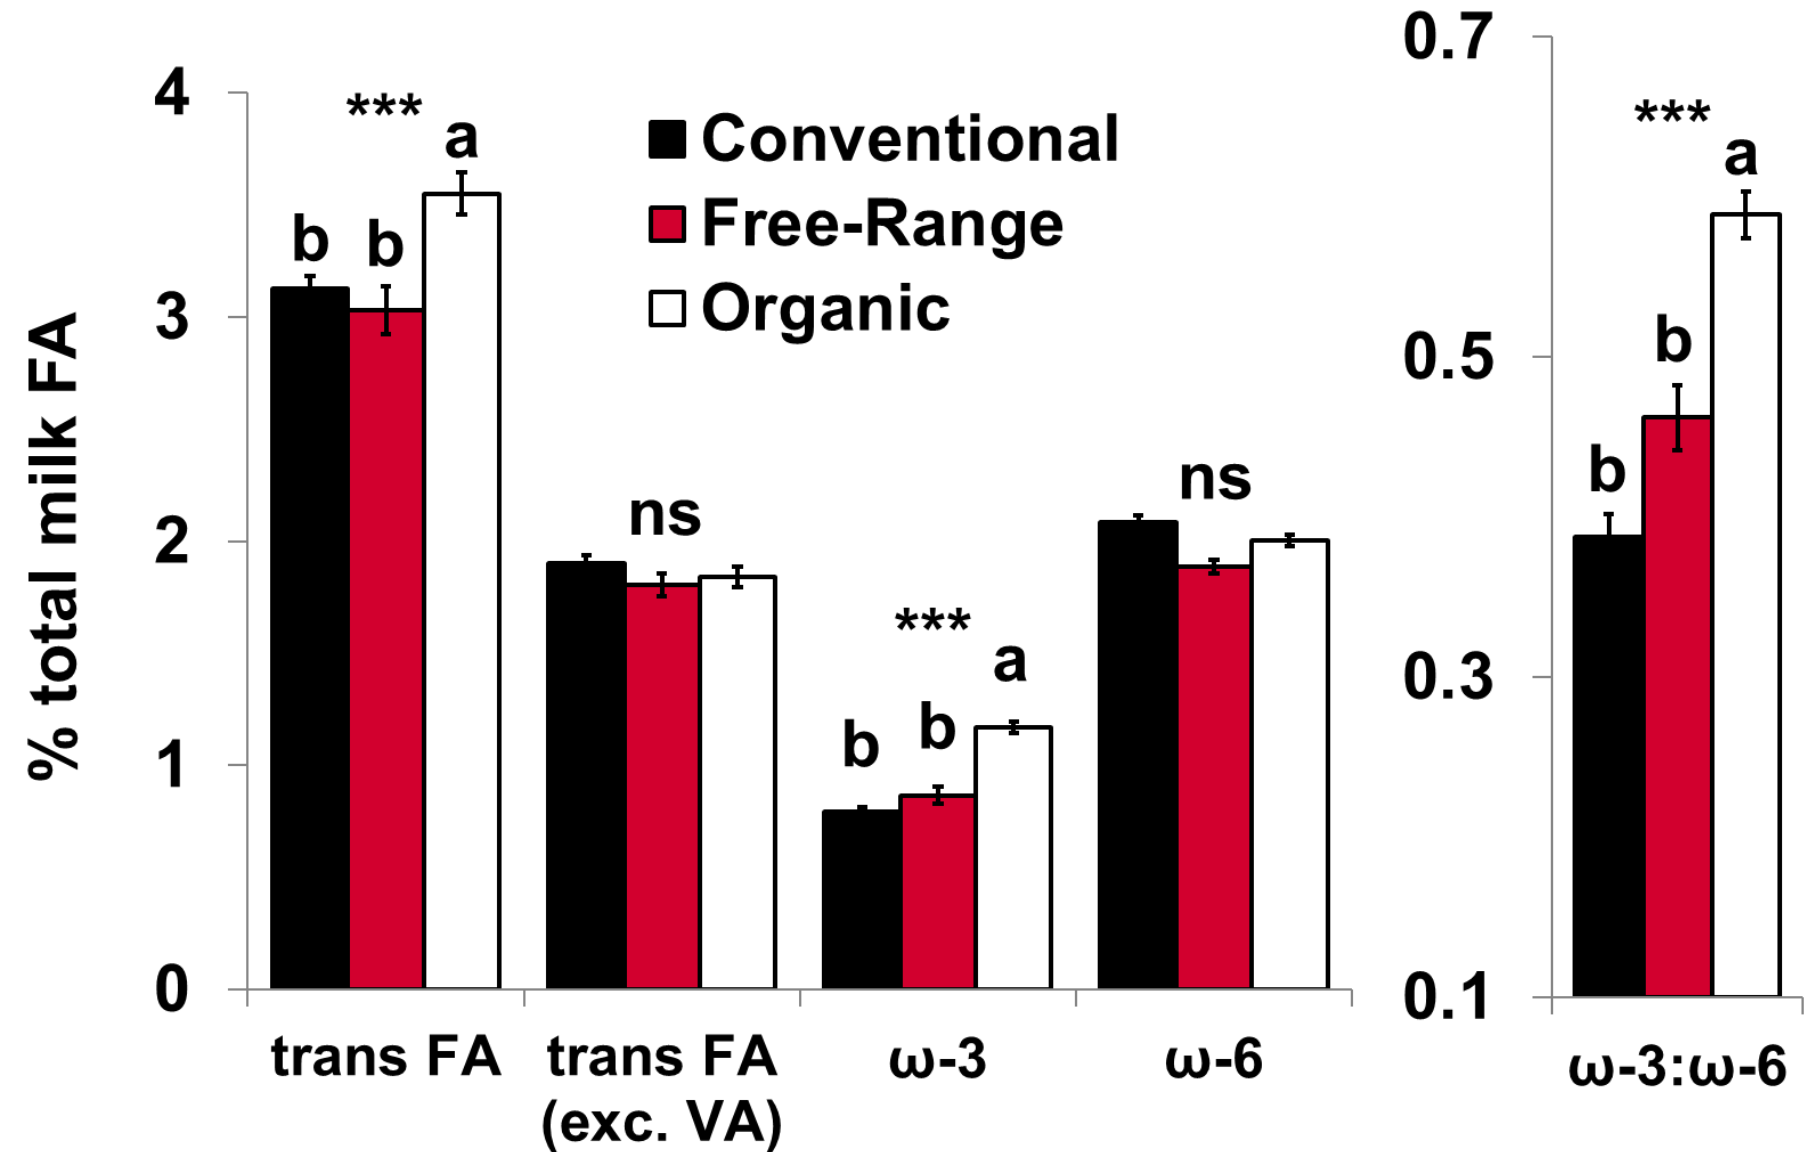 % total milk FA
4
3
2
1
0
***
b b a
ns
***
b b a
ns
Conventional
Free-Range
Organic
trans FA
trans FA
(exc. VA)
ω-3
ω-6
0.7
0.5
0.3
0.1
***
b b a
ω-3:ω-6